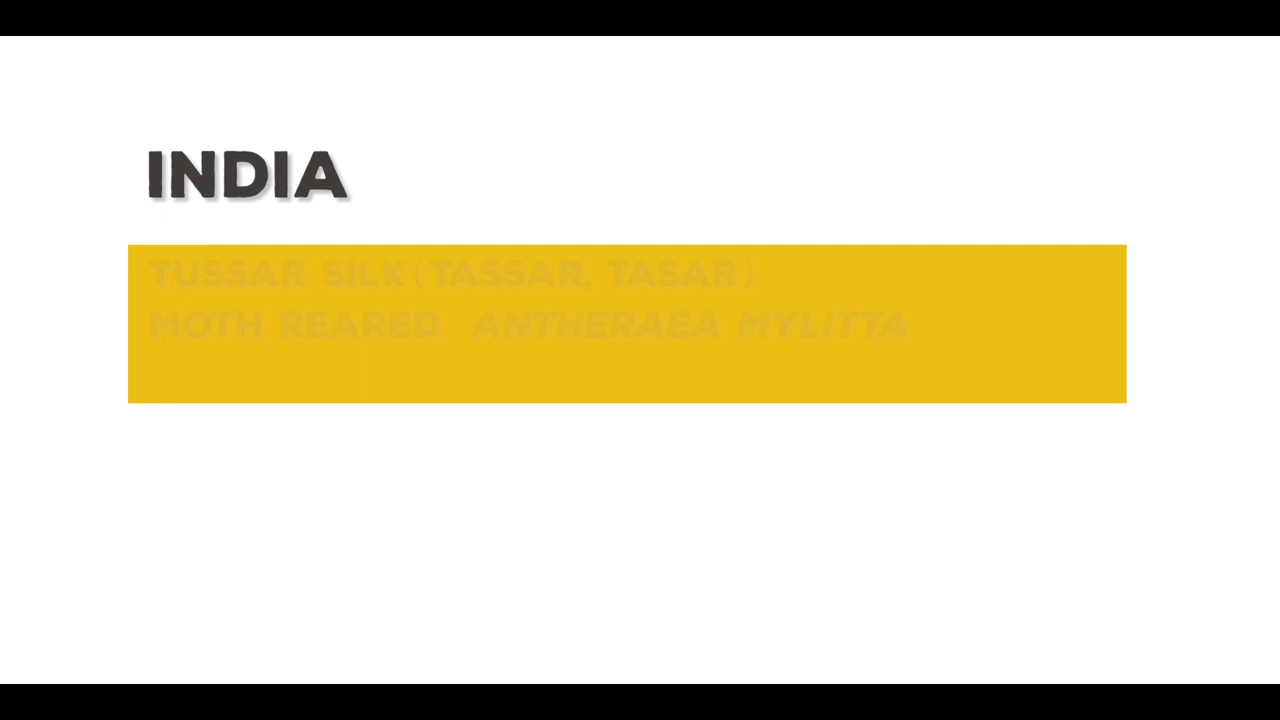 INDIA
TUSSAR SILK (TASSAR, TASAR)
MOTH REARED ANTHERAEA MYLITTA